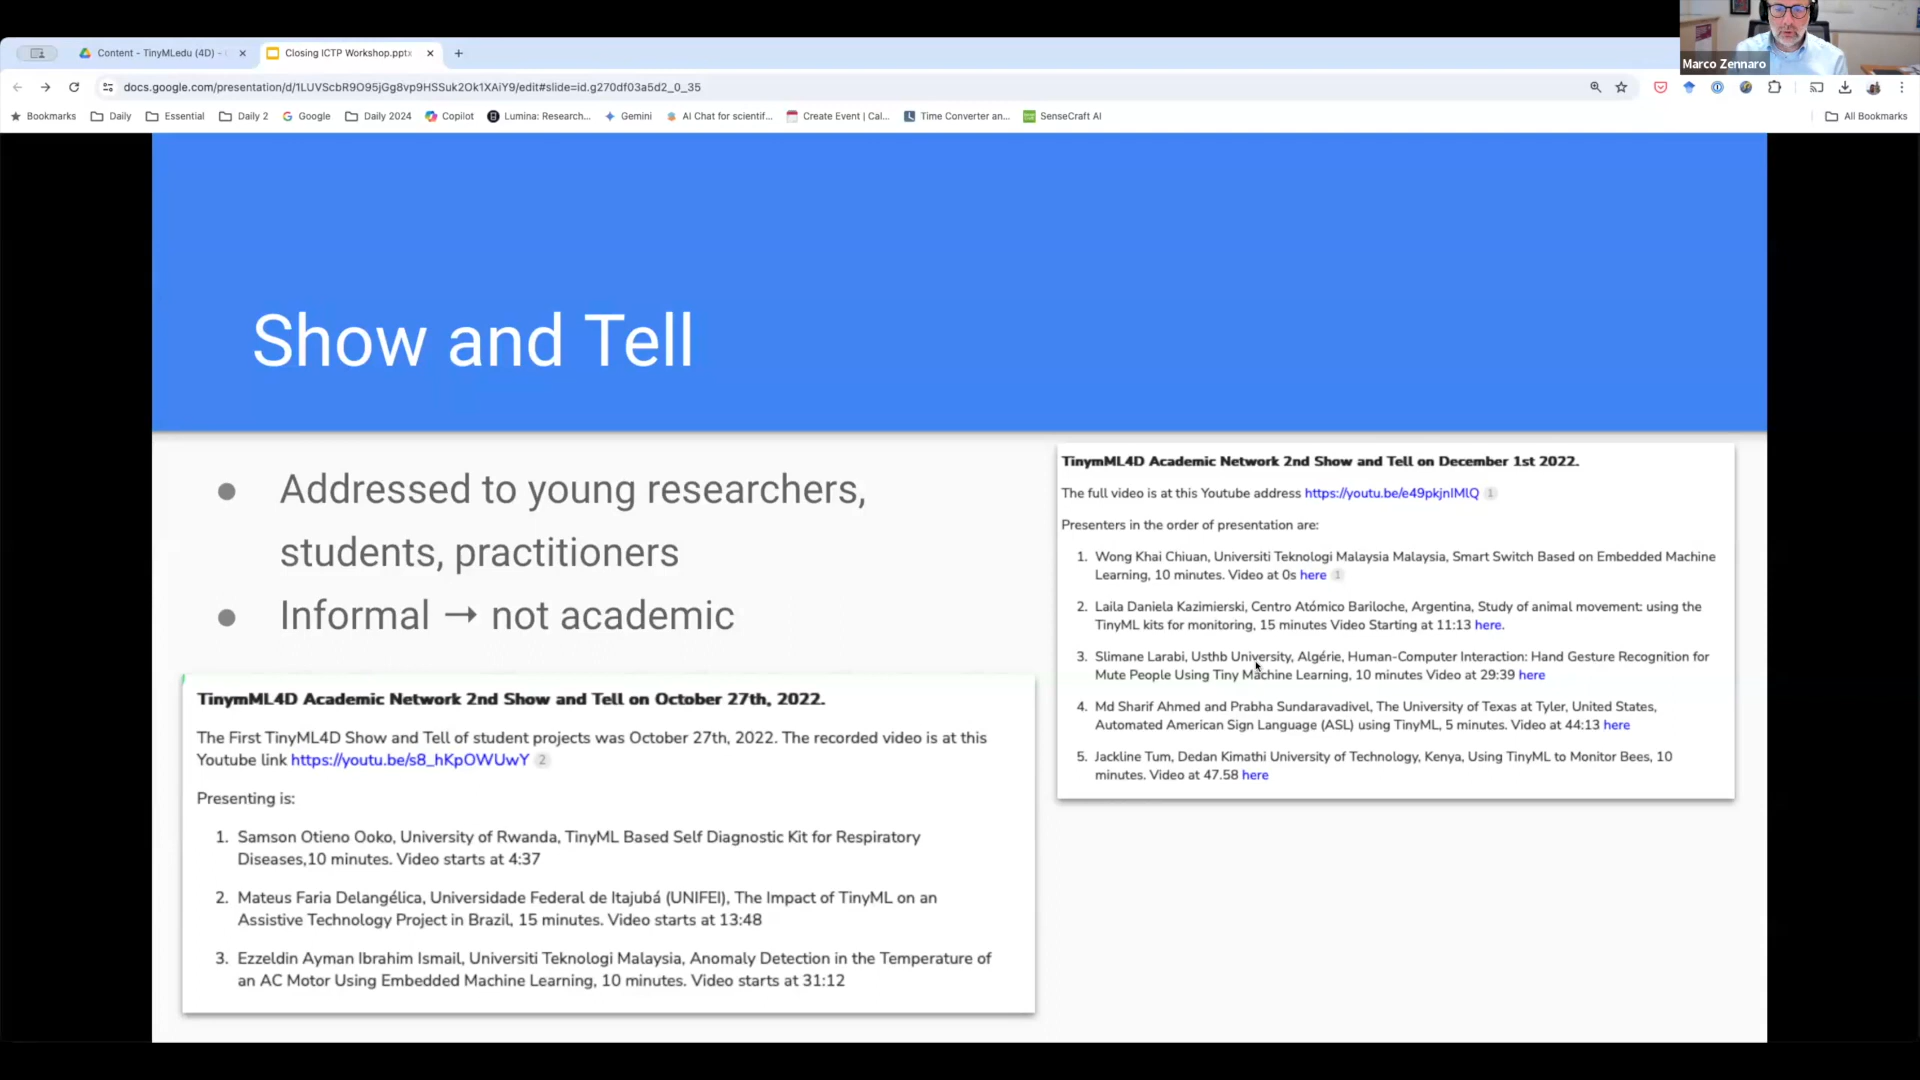 Content - TinyMLedu (4D) -
Closing ICTP Workshop.pptx
Marco Zennaro
docs.google.com/presentation/d/1LUVScbR9O95jGg8vp9HSSuk2Ok1XAiY9/edit#slide=id.g270df03a5d2_0_35
Bookmarks Daily Essential Daily 2 Google Daily 2024 Copilot Lumina: Research... Gemini AI Chat for scientif... Create Event | Cal... Time Converter an... SenseCraft AI All Bookmarks
Show and Tell
● Addressed to young researchers,
students, practitioners
● Informal → not academic
TinymML4D Academic Network 2nd Show and Tell on October 27th, 2022.
The First TinyML4D Show and Tell of student projects was October 27th, 2022. The recorded video is at this
Youtube link https://youtu.be/s8_hKpOWUwY 2
Presenting is:
1. Samson Otieno Ooko, University of Rwanda, TinyML Based Self Diagnostic Kit for Respiratory
Diseases,10 minutes. Video starts at 4:37
2. Mateus Faria Delangélica, Universidade Federal de Itajubá (UNIFEI), The Impact of TinyML on an
Assistive Technology Project in Brazil, 15 minutes. Video starts at 13:48
3. Ezzeldin Ayman Ibrahim Ismail, Universiti Teknologi Malaysia, Anomaly Detection in the Temperature of
an AC Motor Using Embedded Machine Learning, 10 minutes. Video starts at 31:12
TinymML4D Academic Network 2nd Show and Tell on December 1st 2022.
The full video is at this Youtube address https://youtu.be/e49pkjnIMlQ 1
Presenters in the order of presentation are:
1. Wong Khai Chiuan, Universiti Teknologi Malaysia Malaysia, Smart Switch Based on Embedded Machine
Learning, 10 minutes. Video at 0s here 1
2. Laila Daniela Kazimierski, Centro Atómico Bariloche, Argentina, Study of animal movement: using the
TinyML kits for monitoring, 15 minutes Video Starting at 11:13 here.
3. Slimane Larabi, Usthb University, Algérie, Human-Computer Interaction: Hand Gesture Recognition for
Mute People Using Tiny Machine Learning, 10 minutes Video at 29:39 here
4. Md Sharif Ahmed and Prabha Sundaravadivel, The University of Texas at Tyler, United States,
Automated American Sign Language (ASL) using TinyML, 5 minutes. Video at 44:13 here
5. Jackline Tum, Dedan Kimathi University of Technology, Kenya, Using TinyML to Monitor Bees, 10
minutes. Video at 47.58 here